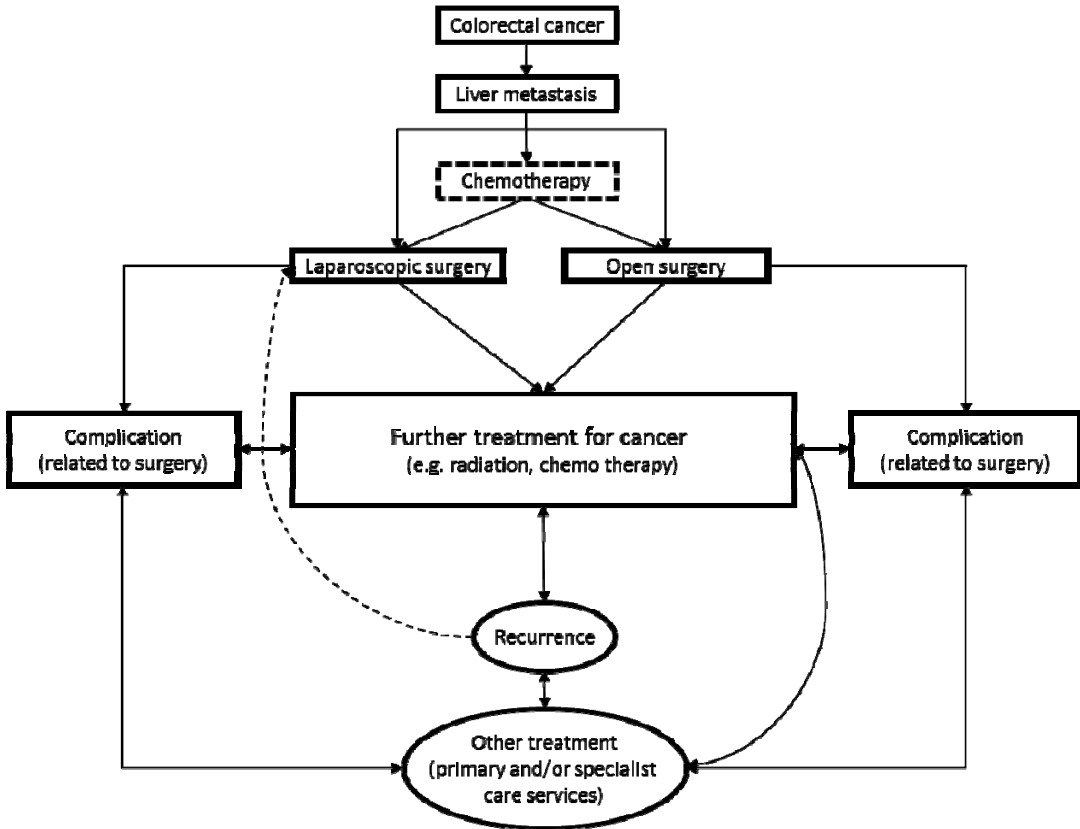 Colorectal cancer
Liver metastasis
Chemotherapy
Laparoscopic surgery
Open surgery
Complication
(related to surgery)
Further treatment for cancer
(e.g. radiation, chemo therapy)
Complication
(related to surgery)
Recurrence
Other treatment
(primary and/or specialist
care services)